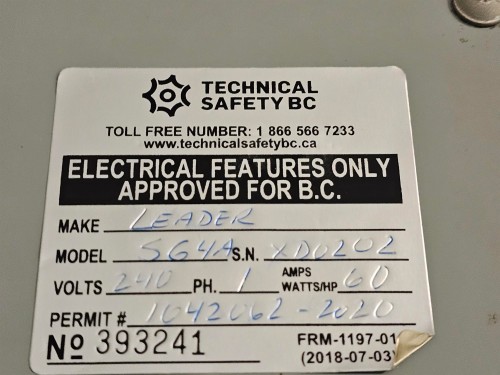 TECHNICAL
SAFETY BC
TOLL FREE NUMBER: 1 866 566 7233
www.technicalsafetybc.ca
ELECTRICAL FEATURES ONLY
APPROVED FOR B.C.
MAKE LEADER
MODEL SG4A S.N. XD0202
VOLTS 240 PH. 1 AMPS WATTS/HP 60
PERMIT # 1042062-2020
No 393241
FRM-1197-01
(2018-07-03)